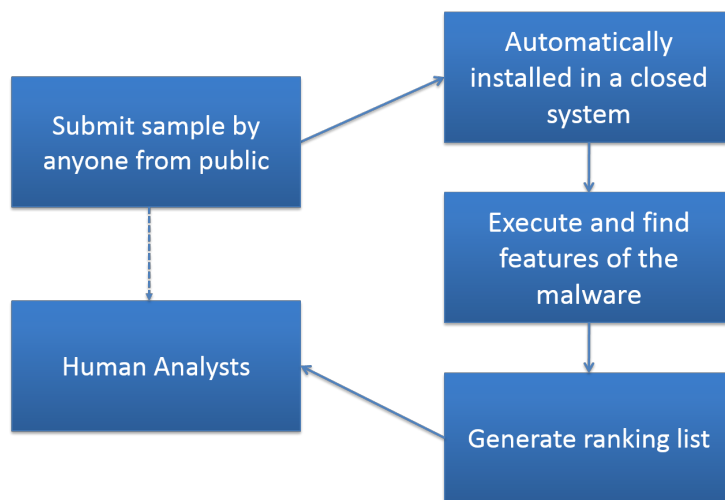 Submit sample by
anyone from public
Automatically
installed in a closed
system
Execute and find
features of the
malware
Generate ranking list
Human Analysts